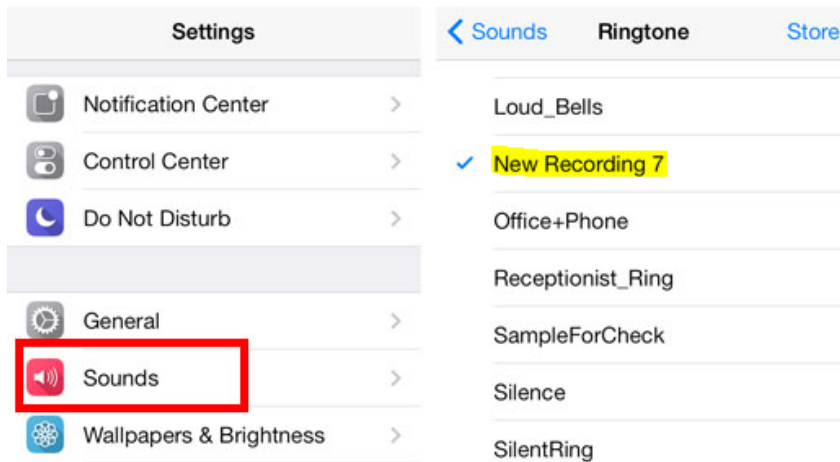 Settings
Notification Center
Control Center
Do Not Disturb
General
Sounds
Wallpapers & Brightness
Sounds Ringtone Store
Loud_Bells
New Recording 7
Office+Phone
Receptionist_Ring
SampleForCheck
Silence
SilentRing